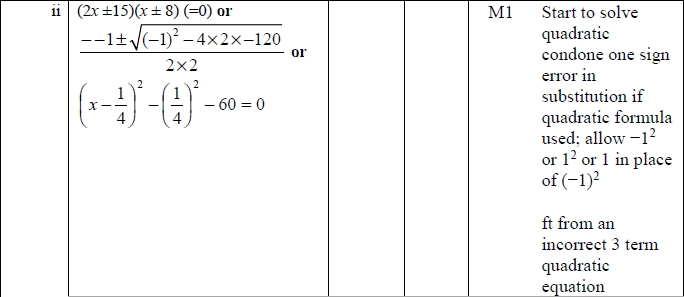 ii (2x ±15)(x ± 8) (=0) or M1 Start to solve
quadratic
condone one sign
error in
substitution if
quadratic formula
used; allow −1²
or 1² or 1 in place
of (−1)²
ft from an
incorrect 3 term
quadratic
equation
−−1±√((−1)² − 4×2×−120) / 2×2 or
(x − 1/4)² − (1/4)² − 60 = 0